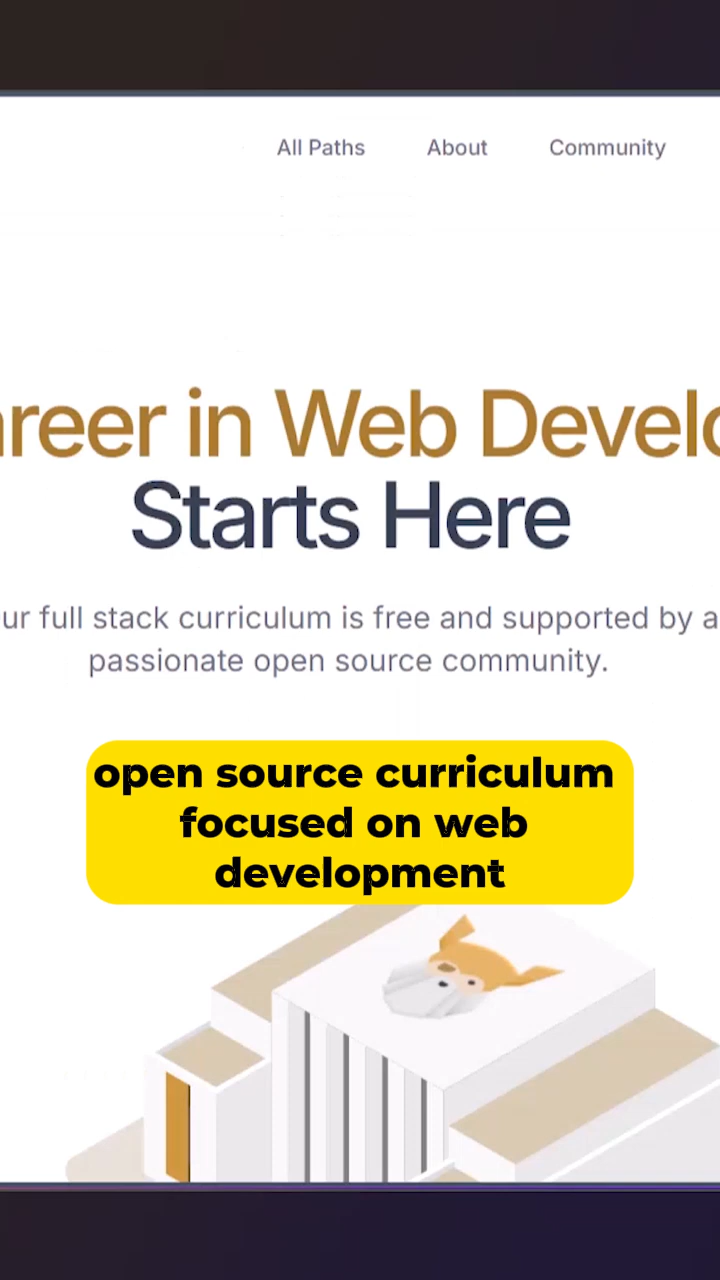 All Paths About Community
areer in Web Develo
Starts Here
ur full stack curriculum is free and supported by a
passionate open source community.
open source curriculum
focused on web
development